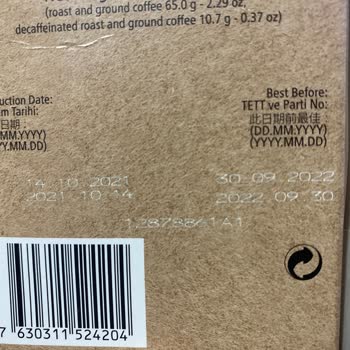 (roast and ground coffee 65.0 g - 2.29 oz,
decaffeinated roast and ground coffee 10.7 g - 0.37 oz)
uction Date:
m Tarihi:
日期:
MM.YYYY)
Y.MM.DD)
Best Before:
TETT ve Parti No:
此日期前最佳
(DD.MM.YYYY)
(YYYY.MM.DD)
14.10.2021
2021.10.14
30.09.2022
2022.09.30
12878861A1
7 630311 524204